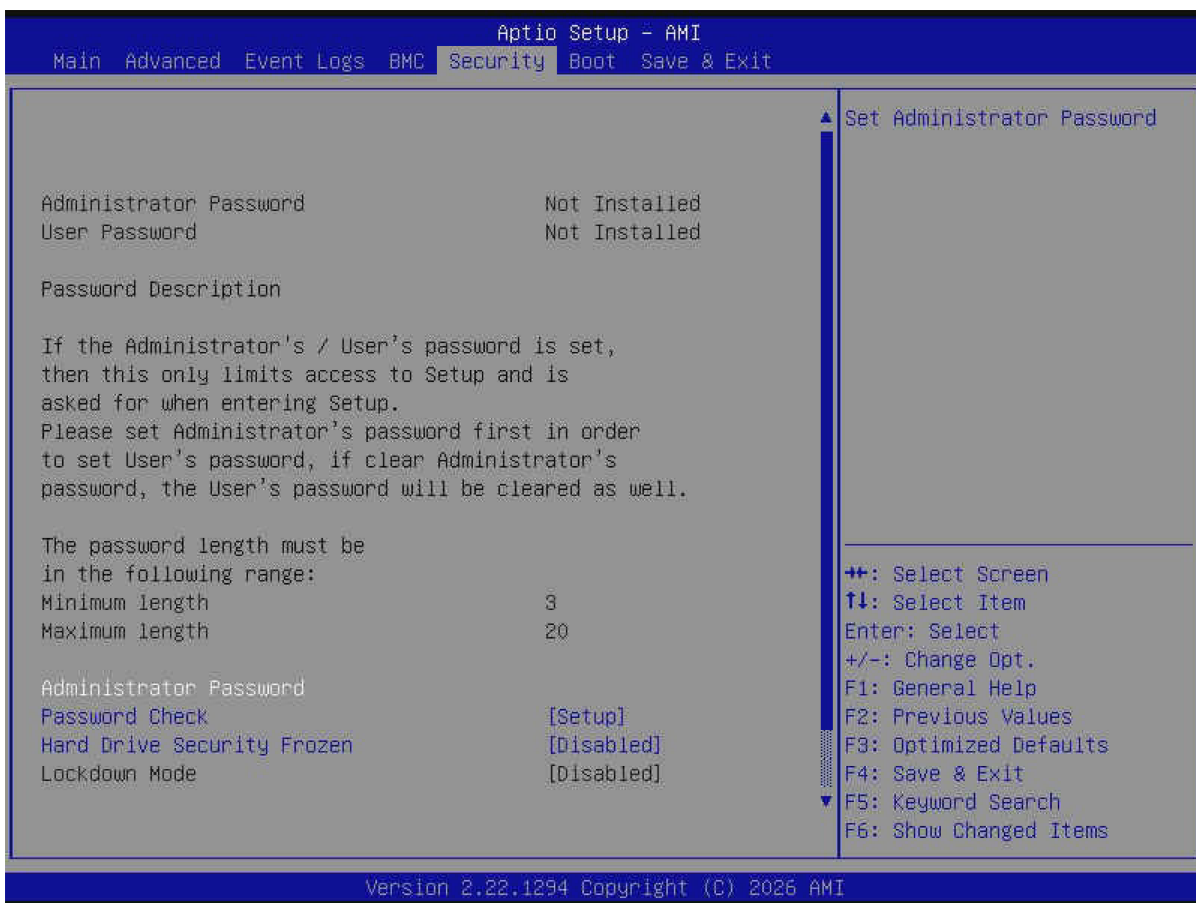 Aptio Setup – AMI
Main Advanced Event Logs BMC Security Boot Save & Exit
Administrator Password Not Installed
User Password Not Installed
Password Description
If the Administrator's / User's password is set,
then this only limits access to Setup and is
asked for when entering Setup.
Please set Administrator's password first in order
to set User's password, if clear Administrator's
password, the User's password will be cleared as well.
The password length must be
in the following range:
Minimum length 3
Maximum length 20
Administrator Password
Password Check [Setup]
Hard Drive Security Frozen [Disabled]
Lockdown Mode [Disabled]
Set Administrator Password
→←: Select Screen
↑↓: Select Item
Enter: Select
+/-: Change Opt.
F1: General Help
F2: Previous Values
F3: Optimized Defaults
F4: Save & Exit
F5: Keyword Search
F6: Show Changed Items
Version 2.22.1294 Copyright (C) 2026 AMI